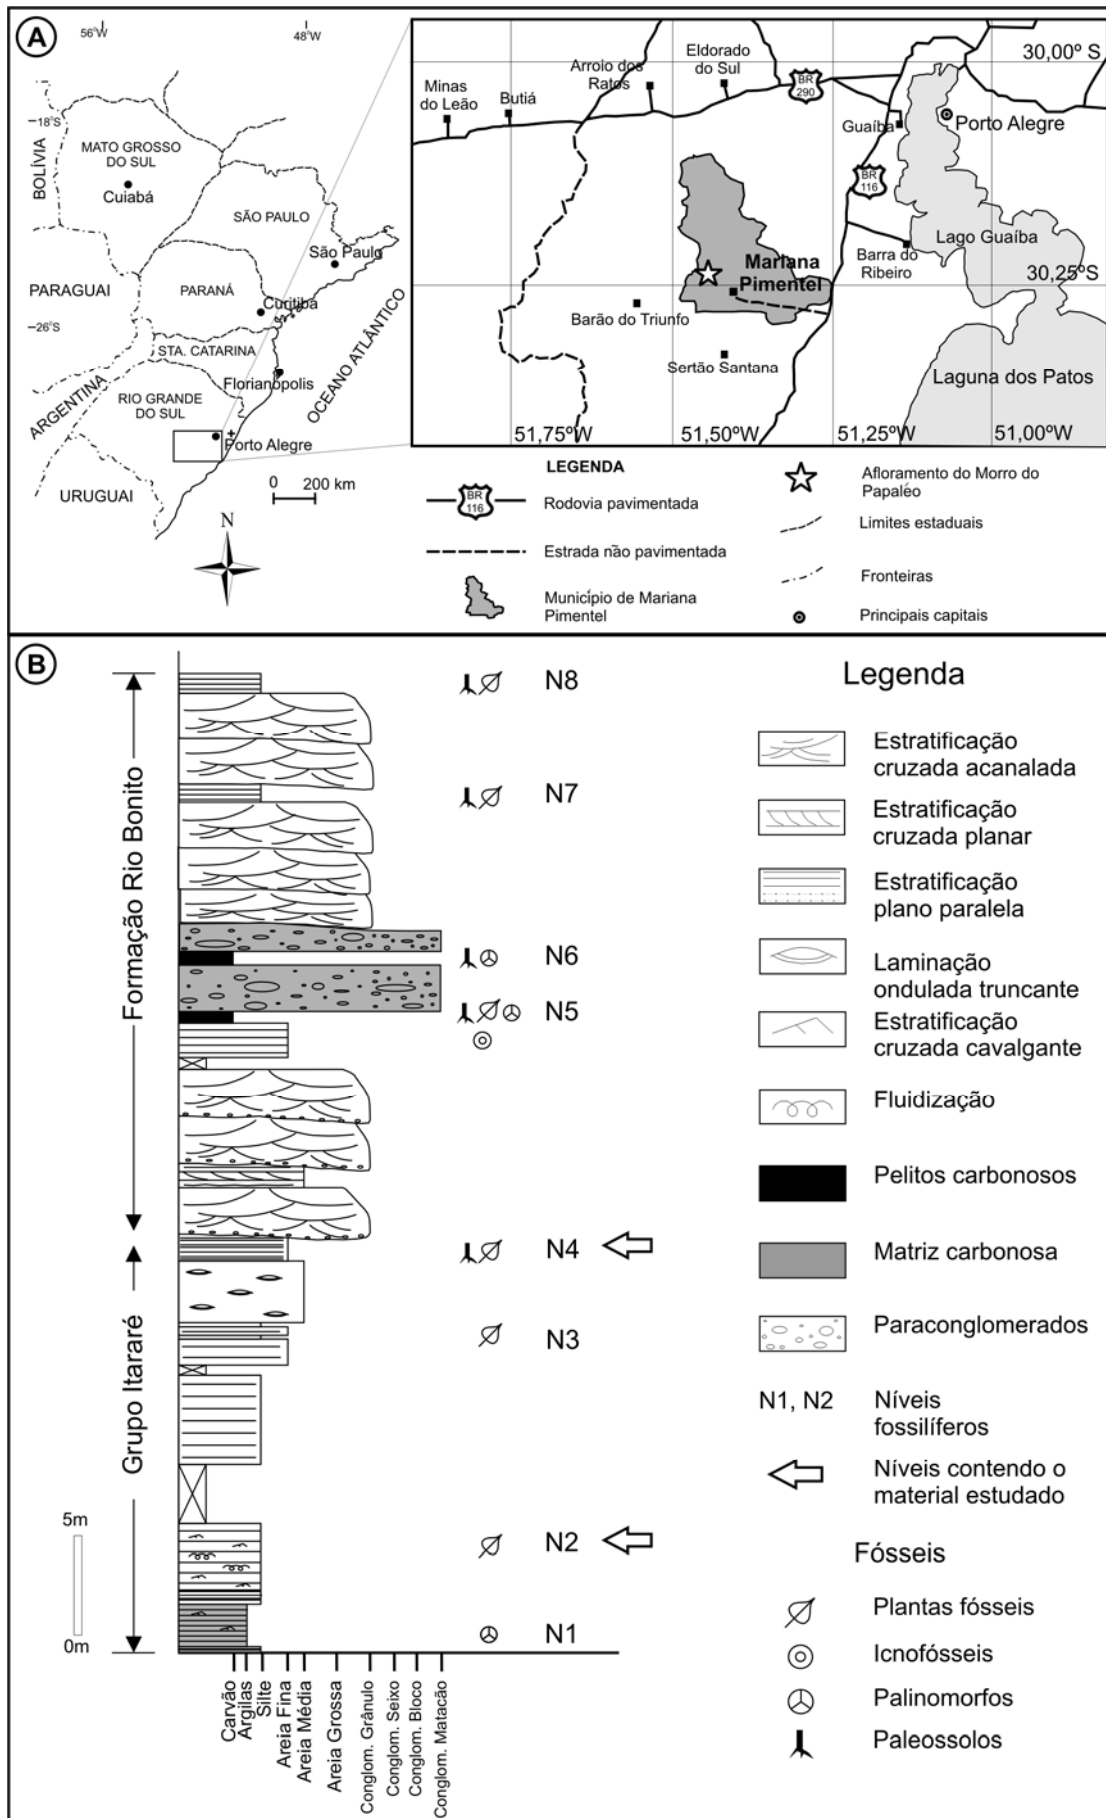 A
56°W
48°W
18°S
BOLÍVIA
MATO GROSSO
DO SUL
Cuiabá
SÃO PAULO
São Paulo
PARAGUAI
PARANÁ
Curitiba
26°S
STA. CATARINA
Florianópolis
ARGENTINA
RIO GRANDE
DO SUL
Porto Alegre
OCEANO ATLÂNTICO
URUGUAI
0 200 km
N
30,00º S
Eldorado
do Sul
Arroio dos
Ratos
Minas
do Leão
Butiá
BR
290
Guaíba
Porto Alegre
BR
116
Lago Guaíba
Barra do
Ribeiro
Mariana
Pimentel
30,25ºS
Barão do Triunfo
Sertão Santana
Laguna dos Patos
51,75ºW
51,50ºW
51,25ºW
51,00ºW
LEGENDA
BR
116
Rodovia pavimentada
Estrada não pavimentada
Município de Mariana
Pimentel
Afloramento do Morro do
Papaléo
Limites estaduais
Fronteiras
Principais capitais
B
Formação Rio Bonito
Grupo Itararé
N8
N7
N6
N5
N4
N3
N2
N1
5m
0m
Carvão
Argilas
Silte
Areia Fina
Areia Média
Areia Grossa
Conglom. Grânulo
Conglom. Seixo
Conglom. Bloco
Conglom. Matacão
Legenda
Estratificação
cruzada acanalada
Estratificação
cruzada planar
Estratificação
plano paralela
Laminação
ondulada truncante
Estratificação
cruzada cavalgante
Fluidização
Pelitos carbonosos
Matriz carbonosa
Paraconglomerados
N1, N2
Níveis
fossilíferos
Níveis contendo o
material estudado
Fósseis
Plantas fósseis
Icnofósseis
Palinomorfos
Paleossolos